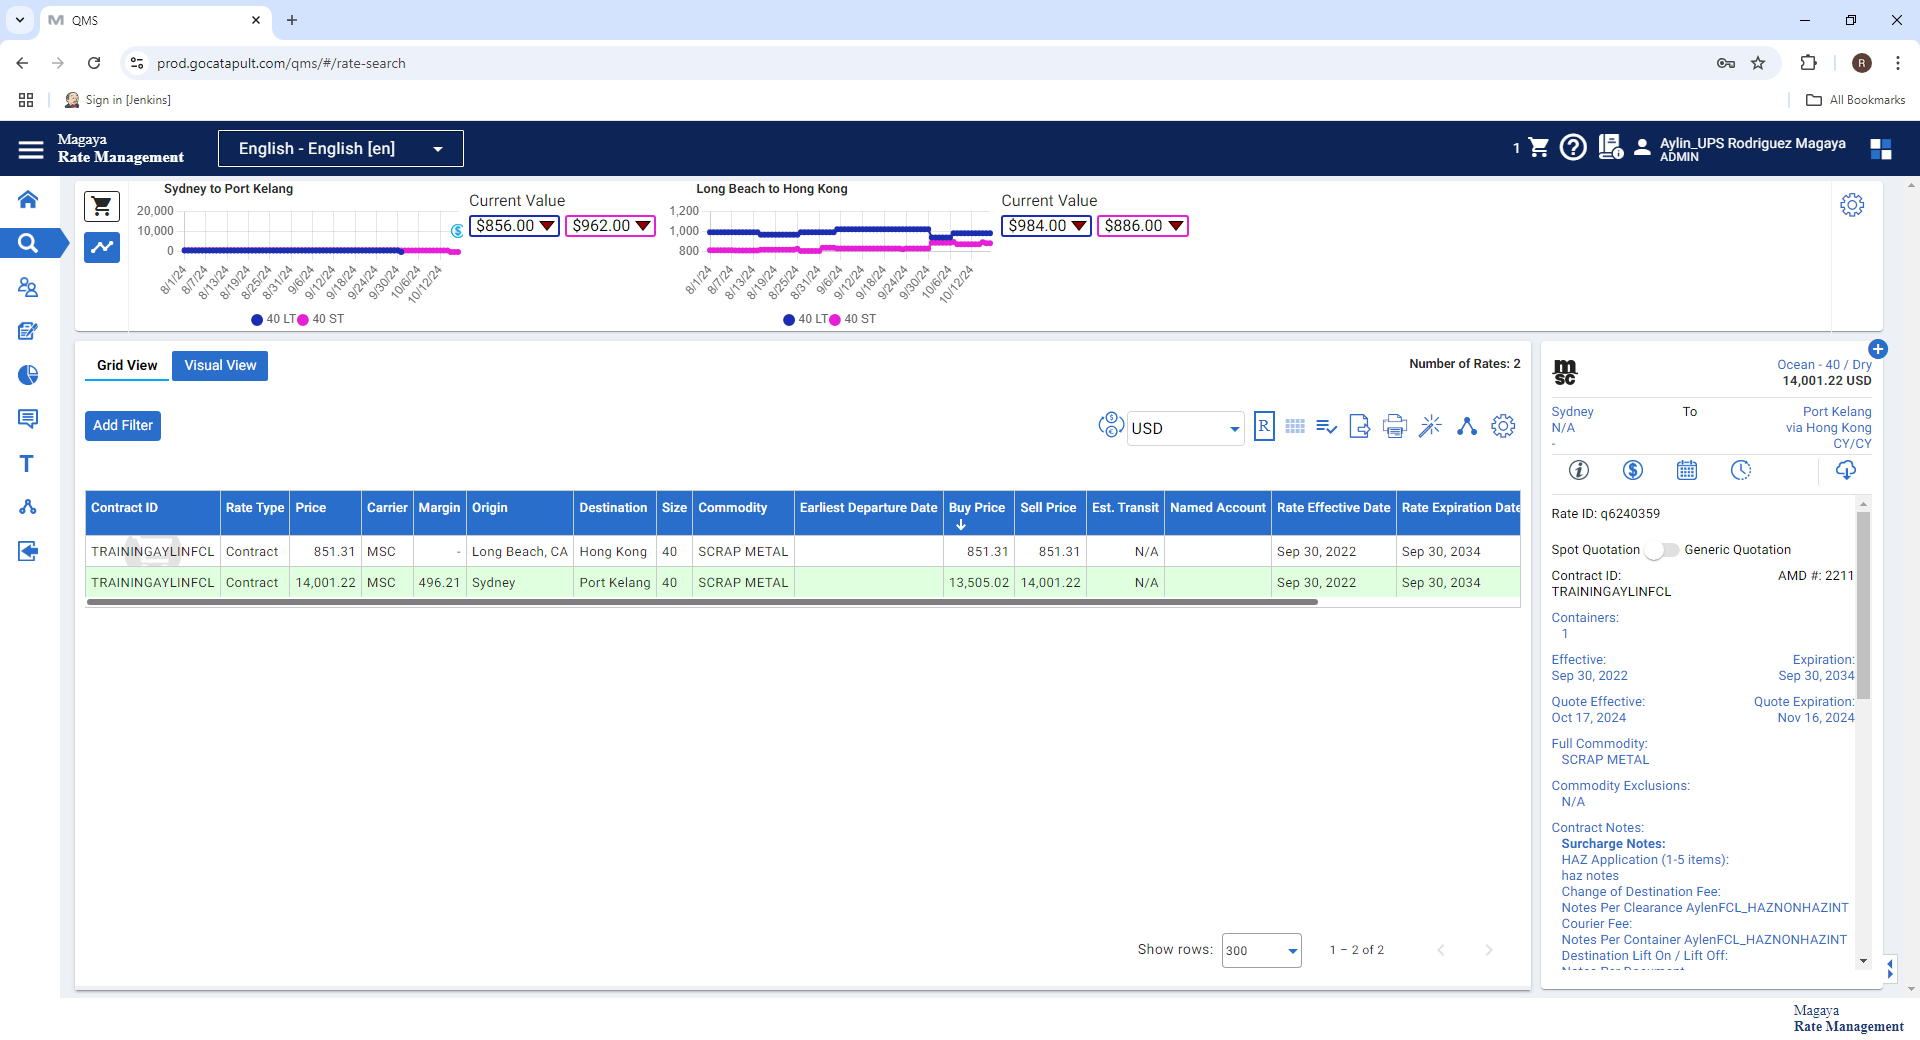 QMS
prod.gocatapult.com/qms/#/rate-search
R
Sign in [Jenkins]
All Bookmarks
Magaya
Rate Management
English - English [en]
1
Aylin_UPS Rodriguez Magaya
ADMIN
Sydney to Port Kelang
20,000
10,000
0
8/1/24 8/7/24 8/13/24 8/19/24 8/25/24 8/31/24 9/6/24 9/12/24 9/18/24 9/24/24 9/30/24 10/6/24 10/12/24
40 LT 40 ST
Current Value
$856.00 $962.00
Long Beach to Hong Kong
1,200
1,000
800
8/1/24 8/7/24 8/13/24 8/19/24 8/25/24 8/31/24 9/6/24 9/12/24 9/18/24 9/24/24 9/30/24 10/6/24 10/12/24
40 LT 40 ST
Current Value
$984.00 $886.00
Grid View Visual View
Number of Rates: 2
Add Filter
USD
R
Contract ID Rate Type Price Carrier Margin Origin Destination Size Commodity Earliest Departure Date Buy Price Sell Price Est. Transit Named Account Rate Effective Date Rate Expiration Date
TRAININGAYLINFCL Contract 851.31 MSC - Long Beach, CA Hong Kong 40 SCRAP METAL 851.31 851.31 N/A Sep 30, 2022 Sep 30, 2034
TRAININGAYLINFCL Contract 14,001.22 MSC 496.21 Sydney Port Kelang 40 SCRAP METAL 13,505.02 14,001.22 N/A Sep 30, 2022 Sep 30, 2034
Show rows: 300 1 – 2 of 2
msc
Ocean - 40 / Dry
14,001.22 USD
Sydney To Port Kelang
N/A via Hong Kong
- CY/CY
Rate ID: q6240359
Spot Quotation Generic Quotation
Contract ID: AMD #: 2211
TRAININGAYLINFCL
Containers:
1
Effective: Expiration:
Sep 30, 2022 Sep 30, 2034
Quote Effective: Quote Expiration:
Oct 17, 2024 Nov 16, 2024
Full Commodity:
SCRAP METAL
Commodity Exclusions:
N/A
Contract Notes:
Surcharge Notes:
HAZ Application (1-5 items):
haz notes
Change of Destination Fee:
Notes Per Clearance AylenFCL_HAZNONHAZINT
Courier Fee:
Notes Per Container AylenFCL_HAZNONHAZINT
Destination Lift On / Lift Off:
Notes Per Document
Magaya
Rate Management